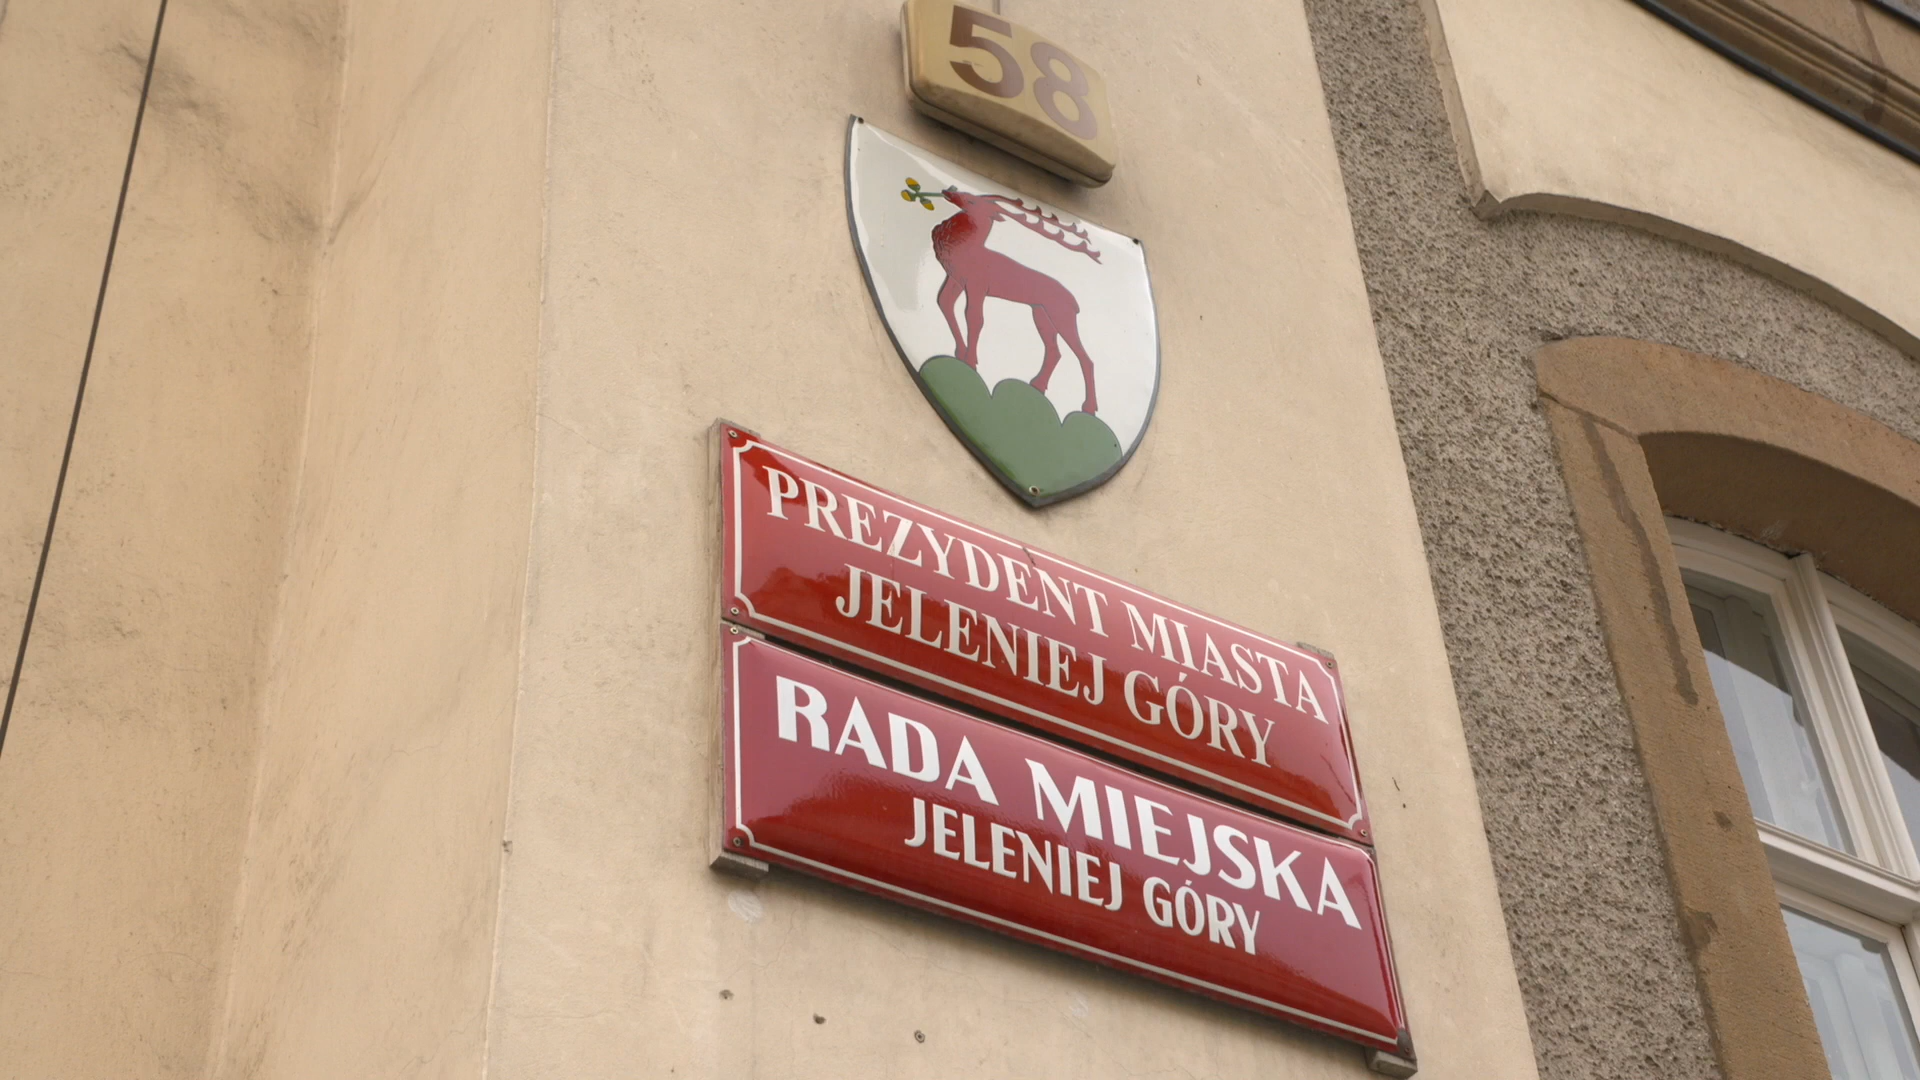 58
PREZYDENT MIASTA
JELENIEJ GÓRY
RADA MIEJSKA
JELENIEJ GÓRY